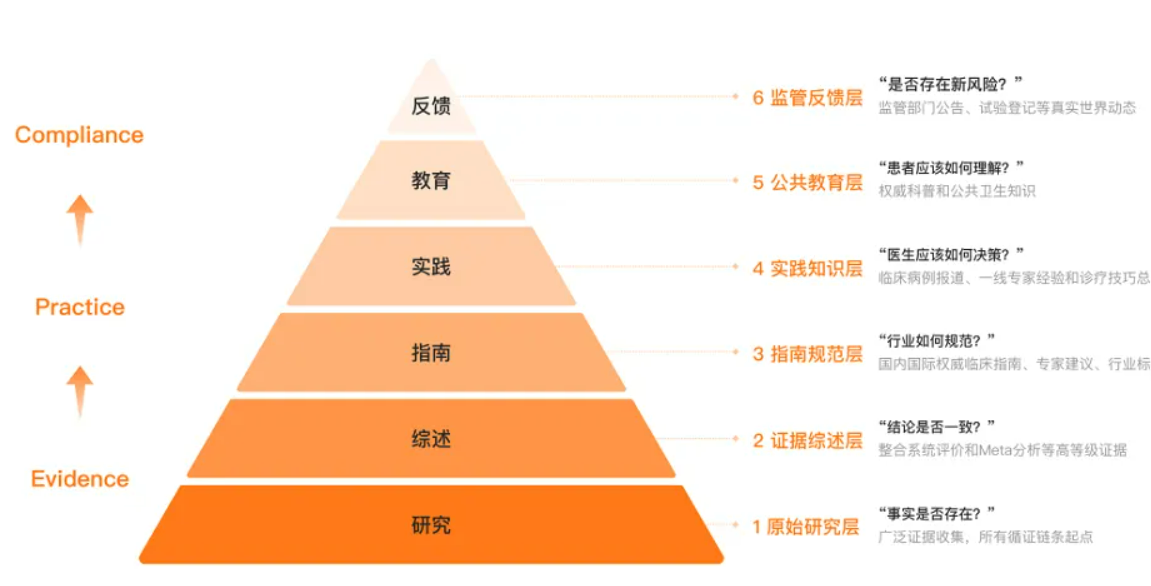 反馈
6 监管反馈层
“是否存在新风险？”
监管部门公告、试验登记等真实世界动态
Compliance
教育
5 公共教育层
“患者应该如何理解？”
权威科普和公共卫生知识
实践
4 实践知识层
“医生应该如何决策？”
临床病例报道、一线专家经验和诊疗技巧总
Practice
指南
3 指南规范层
“行业如何规范？”
国内国际权威临床指南、专家建议、行业标
综述
2 证据综述层
“结论是否一致？”
整合系统评价和Meta分析等高等级证据
Evidence
研究
1 原始研究层
“事实是否存在？”
广泛证据收集，所有循证链条起点